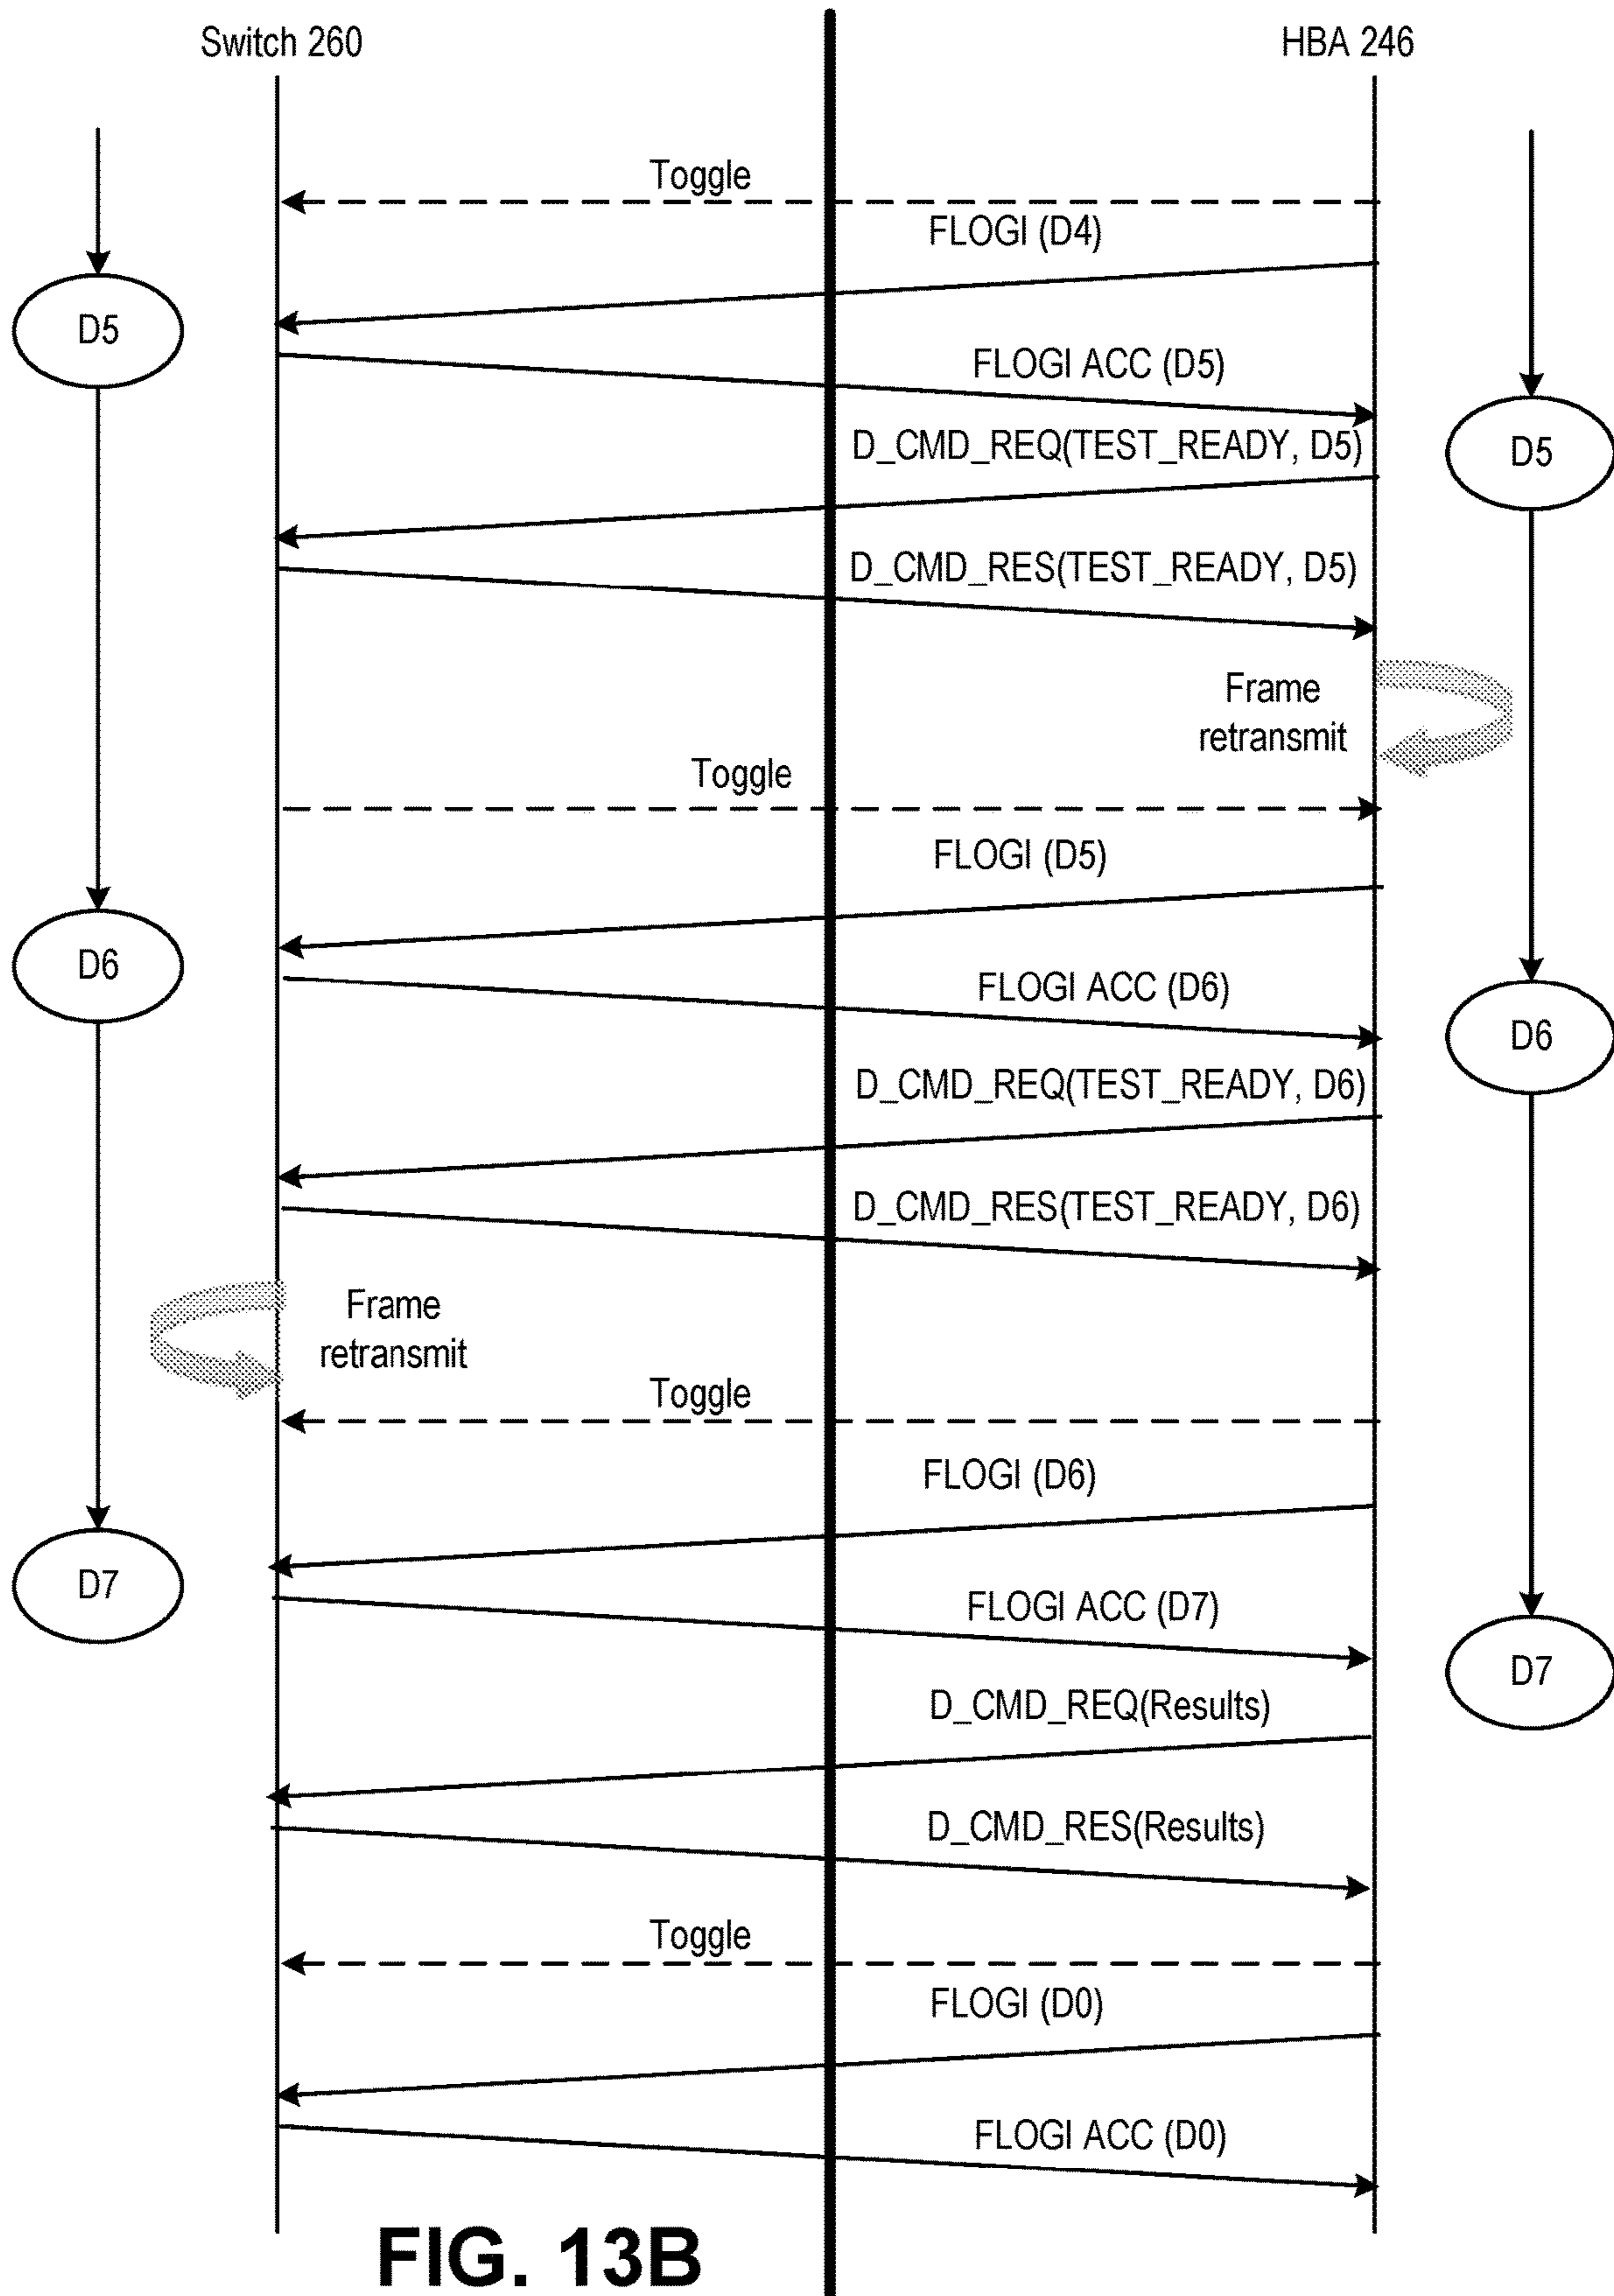 Switch 260
HBA 246
Toggle
FLOGI (D4)
D5
FLOGI ACC (D5)
D_CMD_REQ(TEST_READY, D5)
D5
D_CMD_RES(TEST_READY, D5)
Frame
retransmit
Toggle
FLOGI (D5)
D6
FLOGI ACC (D6)
D6
D_CMD_REQ(TEST_READY, D6)
D_CMD_RES(TEST_READY, D6)
Frame
retransmit
Toggle
FLOGI (D6)
D7
FLOGI ACC (D7)
D7
D_CMD_REQ(Results)
D_CMD_RES(Results)
Toggle
FLOGI (D0)
FLOGI ACC (D0)
FIG. 13B